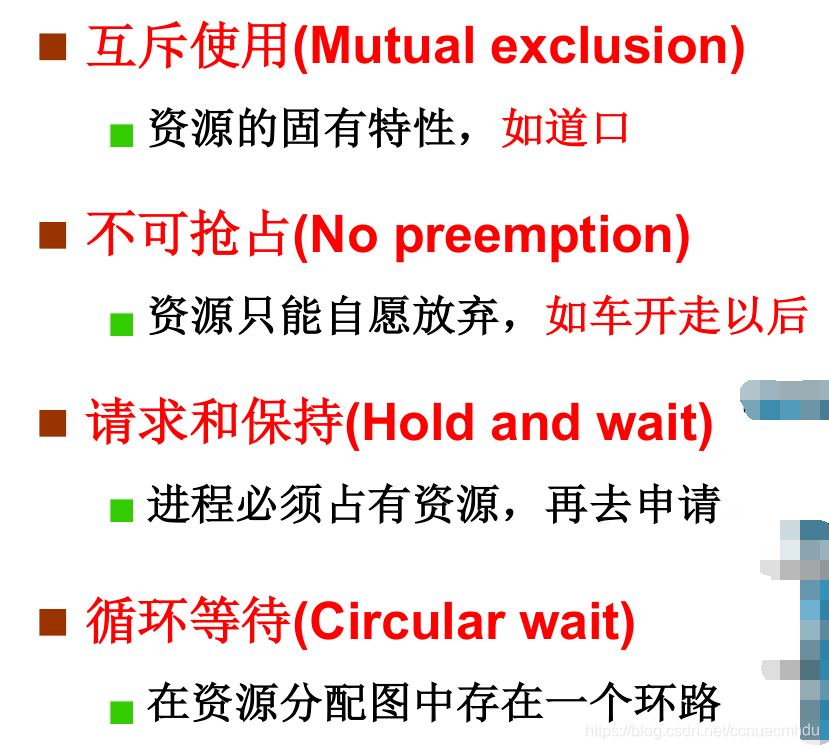 互斥使用(Mutual exclusion)
资源的固有特性，如道口
不可抢占(No preemption)
资源只能自愿放弃，如车开走以后
请求和保持(Hold and wait)
进程必须占有资源，再去申请
循环等待(Circular wait)
在资源分配图中存在一个环路
https://blog.csdn.net/ccnuacmhdu